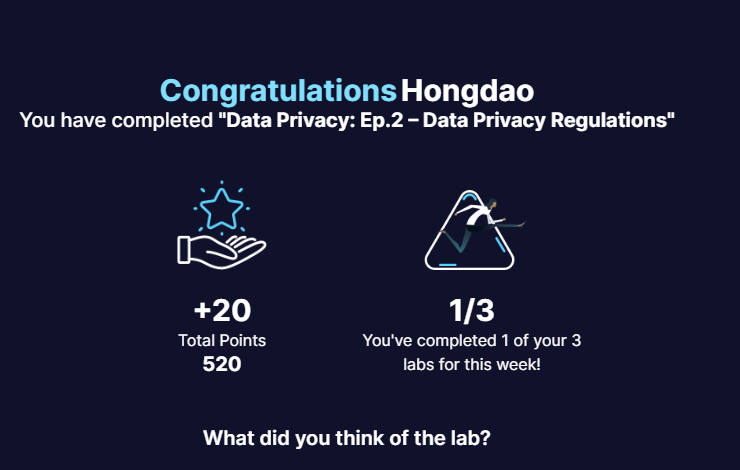 Congratulations Hongdao
You have completed "Data Privacy: Ep.2 – Data Privacy Regulations"
+20
Total Points
520
1/3
You've completed 1 of your 3
labs for this week!
What did you think of the lab?